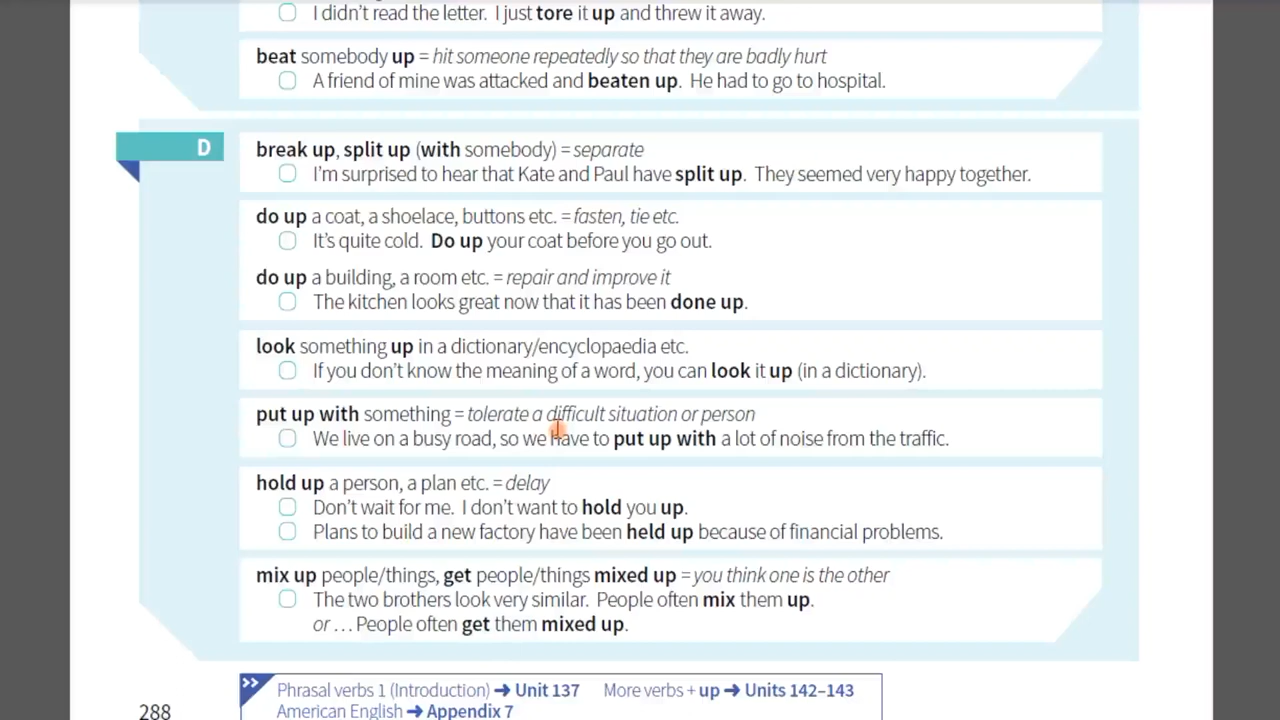 I didn't read the letter. I just tore it up and threw it away.
beat somebody up = hit someone repeatedly so that they are badly hurt
A friend of mine was attacked and beaten up. He had to go to hospital.
D
break up, split up (with somebody) = separate
I'm surprised to hear that Kate and Paul have split up. They seemed very happy together.
do up a coat, a shoelace, buttons etc. = fasten, tie etc.
It's quite cold. Do up your coat before you go out.
do up a building, a room etc. = repair and improve it
The kitchen looks great now that it has been done up.
look something up in a dictionary/encyclopaedia etc.
If you don't know the meaning of a word, you can look it up (in a dictionary).
put up with something = tolerate a difficult situation or person
We live on a busy road, so we have to put up with a lot of noise from the traffic.
hold up a person, a plan etc. = delay
Don't wait for me. I don't want to hold you up.
Plans to build a new factory have been held up because of financial problems.
mix up people/things, get people/things mixed up = you think one is the other
The two brothers look very similar. People often mix them up.
or … People often get them mixed up.
>> Phrasal verbs 1 (Introduction) ➜ Unit 137 More verbs + up ➜ Units 142–143
American English ➜ Appendix 7
288